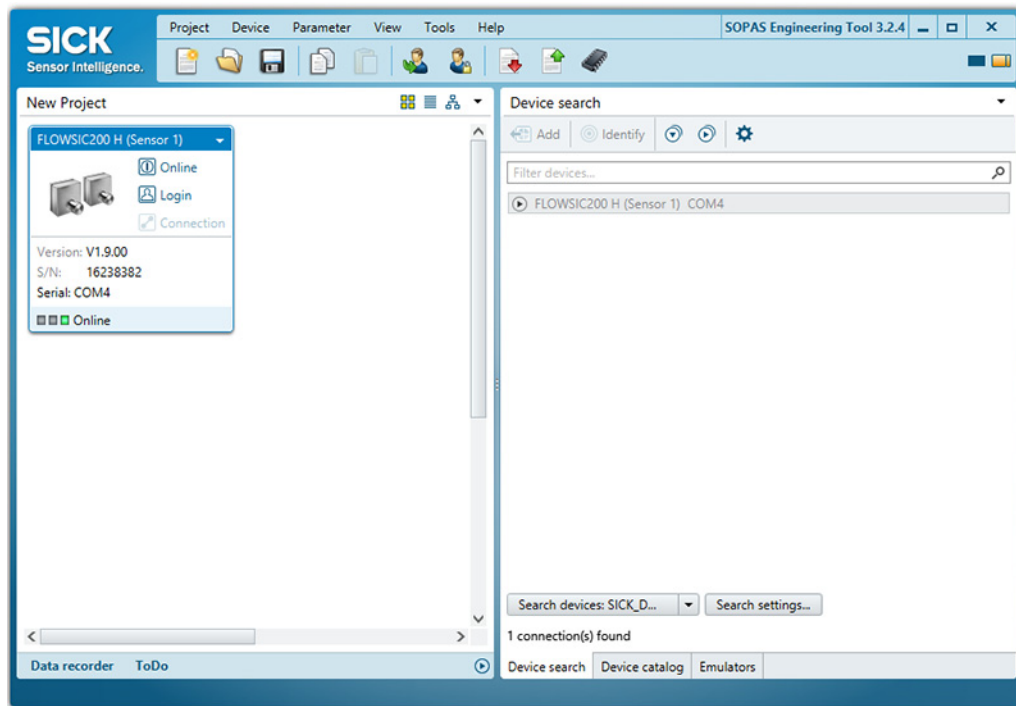 SICK
Sensor Intelligence.
Project Device Parameter View Tools Help
SOPAS Engineering Tool 3.2.4
New Project
FLOWSIC200 H (Sensor 1)
Online
Login
Connection
Version: V1.9.00
S/N: 16238382
Serial: COM4
Online
Data recorder ToDo
Device search
Add Identify
Filter devices...
FLOWSIC200 H (Sensor 1) COM4
Search devices: SICK_D... Search settings...
1 connection(s) found
Device search Device catalog Emulators